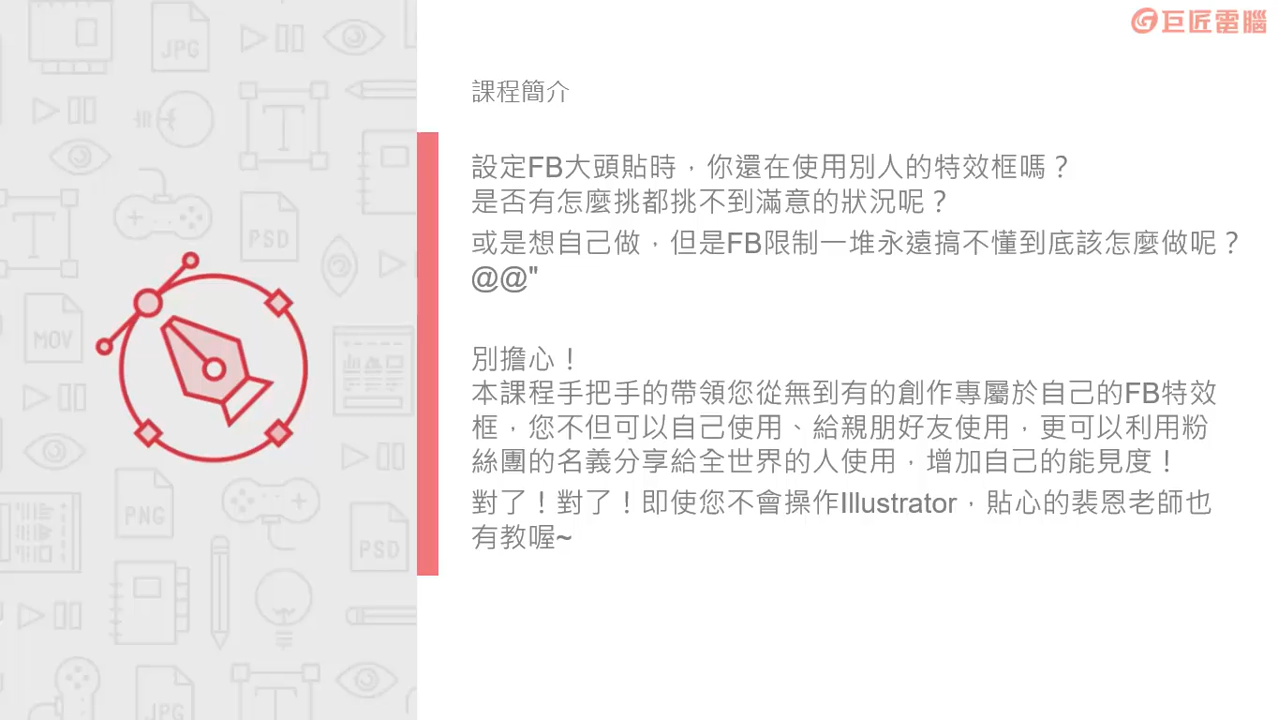 巨匠電腦
課程簡介
設定FB大頭貼時，你還在使用別人的特效框嗎？
是否有怎麼挑都挑不到滿意的狀況呢？
或是想自己做，但是FB限制一堆永遠搞不懂到底該怎麼做呢？
@@"
別擔心！
本課程手把手的帶領您從無到有的創作專屬於自己的FB特效
框，您不但可以自己使用、給親朋好友使用，更可以利用粉
絲團的名義分享給全世界的人使用，增加自己的能見度！
對了！對了！即使您不會操作Illustrator，貼心的裴恩老師也
有教喔~
JPG
T
T
PSD
MOV
PNG
PSD
JPG
T